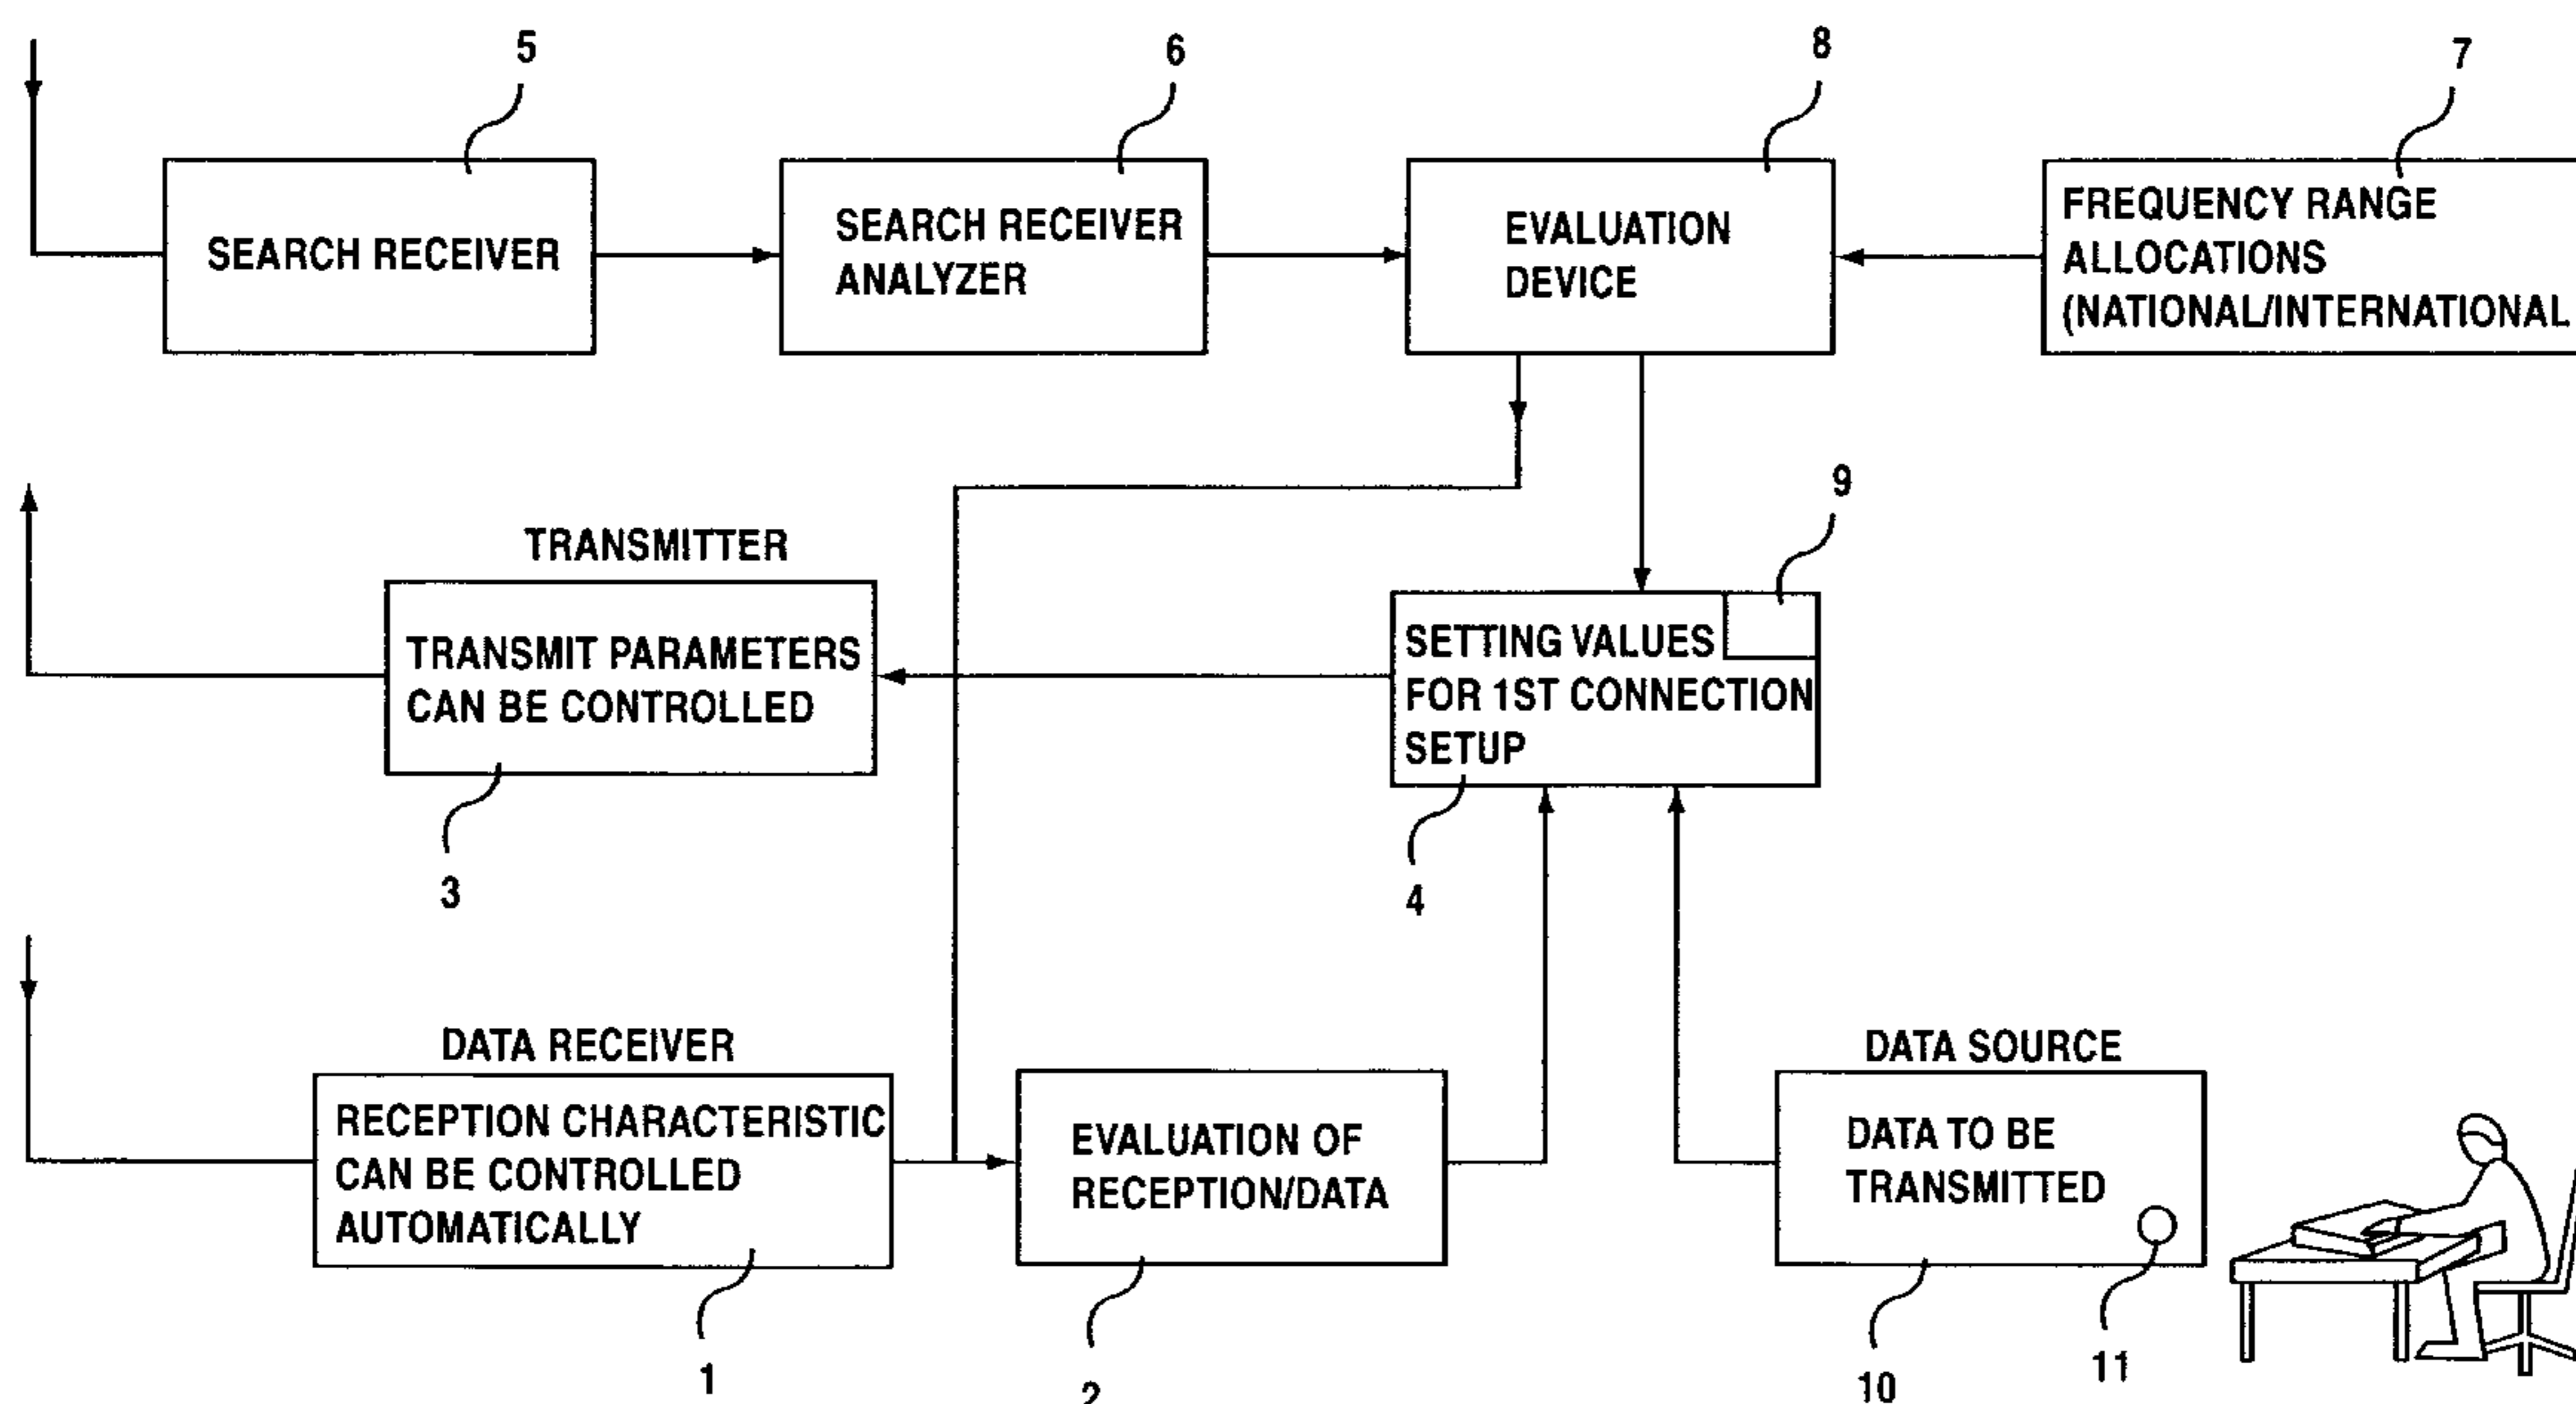 5
6
8
7
SEARCH RECEIVER
SEARCH RECEIVER
ANALYZER
EVALUATION
DEVICE
FREQUENCY RANGE
ALLOCATIONS
(NATIONAL/INTERNATIONAL
9
TRANSMITTER
TRANSMIT PARAMETERS
CAN BE CONTROLLED
SETTING VALUES
FOR 1ST CONNECTION
SETUP
3
4
DATA RECEIVER
RECEPTION CHARACTERISTIC
CAN BE CONTROLLED
AUTOMATICALLY
EVALUATION OF
RECEPTION/DATA
DATA SOURCE
DATA TO BE
TRANSMITTED
1
2
10
11